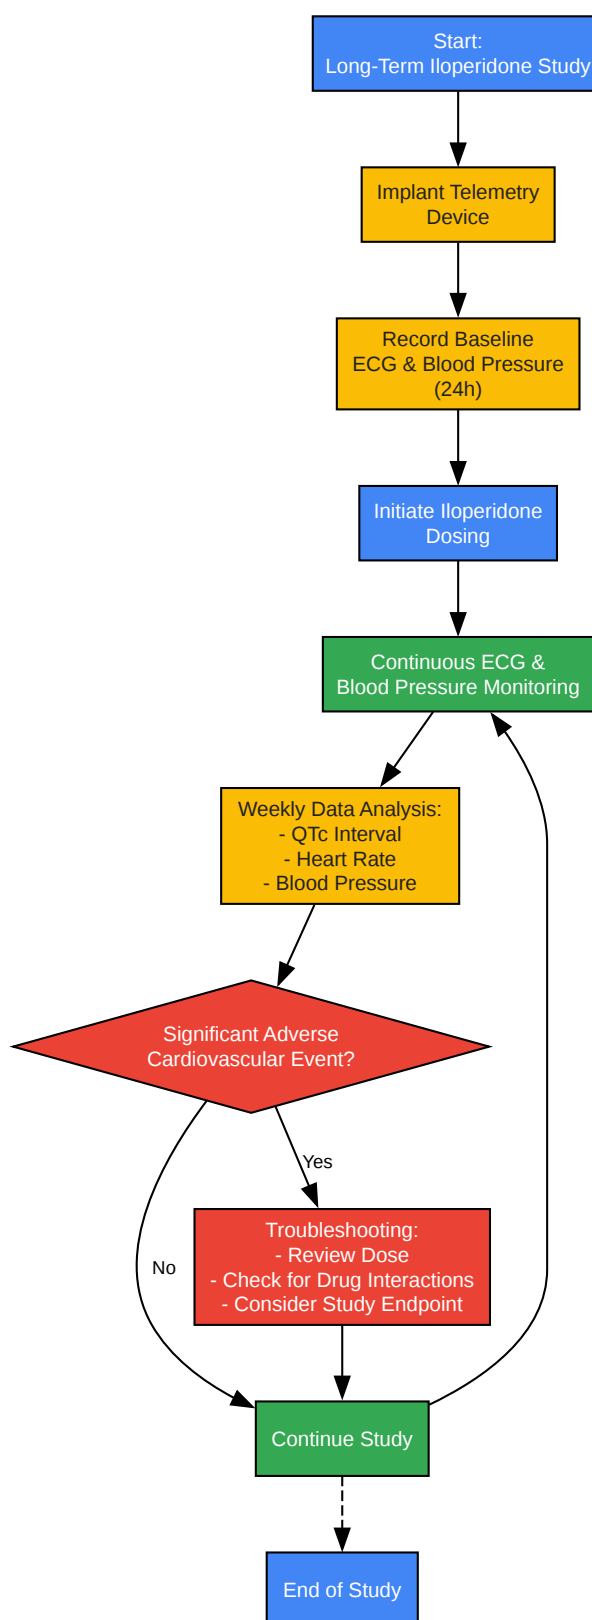 Start:
Long-Term Iloperidone Study
Implant Telemetry
Device
Record Baseline
ECG & Blood Pressure
(24h)
Initiate Iloperidone
Dosing
Continuous ECG &
Blood Pressure Monitoring
Weekly Data Analysis:
- QTc Interval
- Heart Rate
- Blood Pressure
Significant Adverse
Cardiovascular Event?
Yes
No
Troubleshooting:
- Review Dose
- Check for Drug Interactions
- Consider Study Endpoint
Continue Study
End of Study